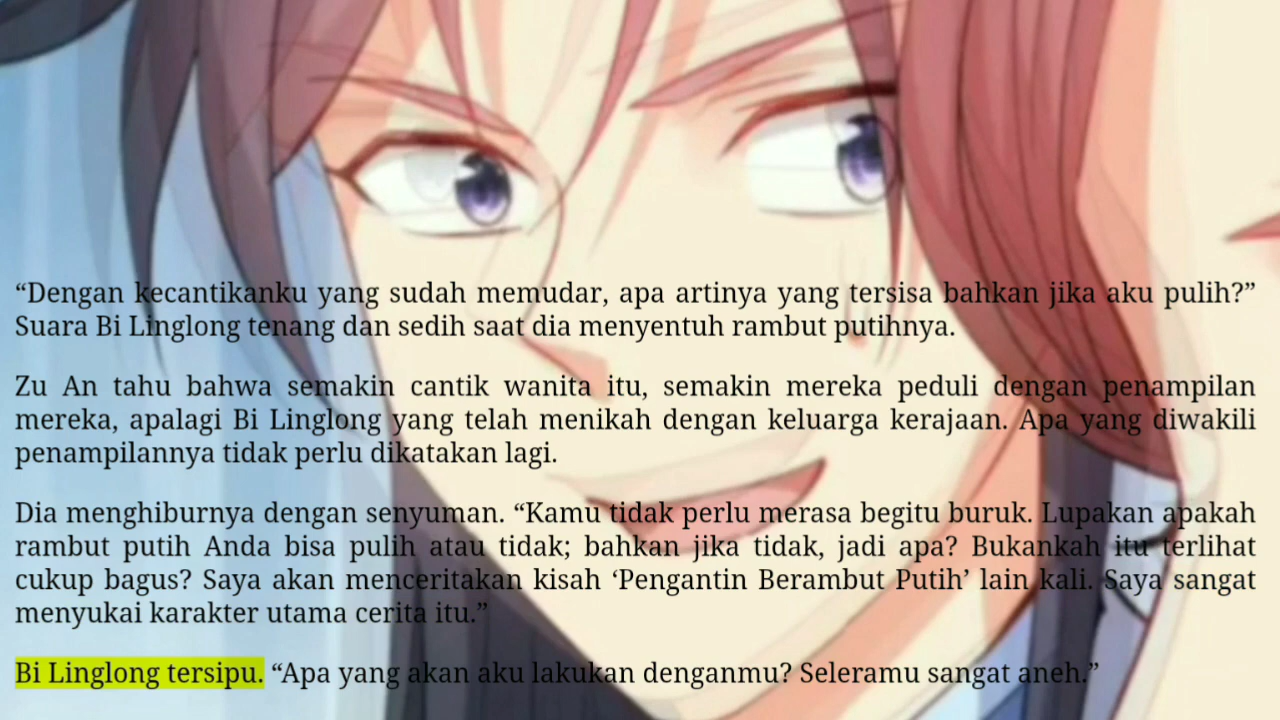 “Dengan kecantikanku yang sudah memudar, apa artinya yang tersisa bahkan jika aku pulih?”
Suara Bi Linglong tenang dan sedih saat dia menyentuh rambut putihnya.
Zu An tahu bahwa semakin cantik wanita itu, semakin mereka peduli dengan penampilan
mereka, apalagi Bi Linglong yang telah menikah dengan keluarga kerajaan. Apa yang diwakili
penampilannya tidak perlu dikatakan lagi.
Dia menghiburnya dengan senyuman. “Kamu tidak perlu merasa begitu buruk. Lupakan apakah
rambut putih Anda bisa pulih atau tidak; bahkan jika tidak, jadi apa? Bukankah itu terlihat
cukup bagus? Saya akan menceritakan kisah ‘Pengantin Berambut Putih’ lain kali. Saya sangat
menyukai karakter utama cerita itu.”
Bi Linglong tersipu. “Apa yang akan aku lakukan denganmu? Seleramu sangat aneh.”